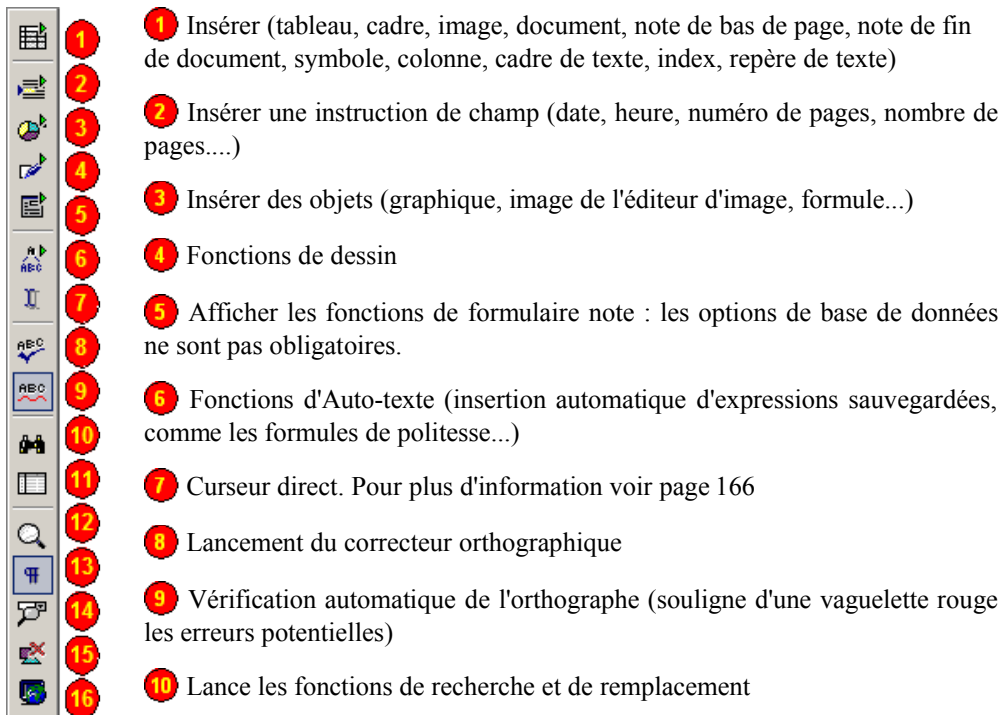 1 Insérer (tableau, cadre, image, document, note de bas de page, note de fin
de document, symbole, colonne, cadre de texte, index, repère de texte)
2 Insérer une instruction de champ (date, heure, numéro de pages, nombre de
pages....)
3 Insérer des objets (graphique, image de l'éditeur d'image, formule...)
4 Fonctions de dessin
5 Afficher les fonctions de formulaire note : les options de base de données
ne sont pas obligatoires.
6 Fonctions d'Auto-texte (insertion automatique d'expressions sauvegardées,
comme les formules de politesse...)
7 Curseur direct. Pour plus d'information voir page 166
8 Lancement du correcteur orthographique
9 Vérification automatique de l'orthographe (souligne d'une vaguelette rouge
les erreurs potentielles)
10 Lance les fonctions de recherche et de remplacement
1
2
3
4
5
A
ABC
6
7
ABC
8
ABC
9
10
11
12
13
14
15
16